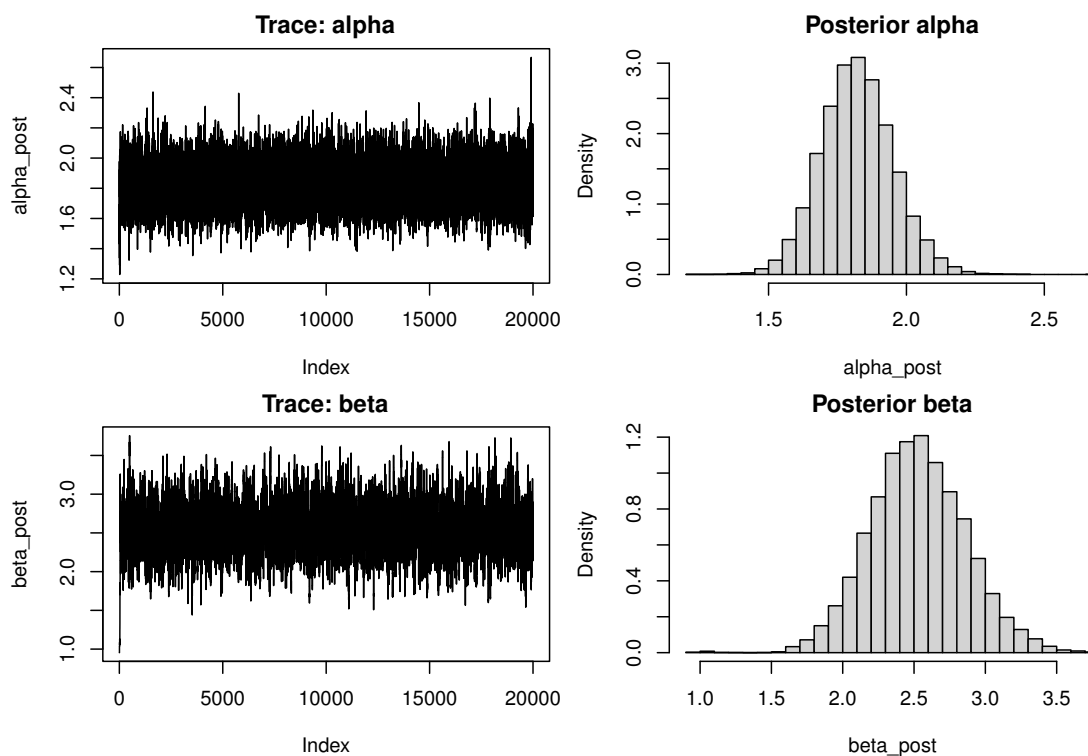 Trace: alpha
alpha_post
1.2 1.6 2.0 2.4
0 5000 10000 15000 20000
Index
Posterior alpha
Density
0.0 1.0 2.0 3.0
1.5 2.0 2.5
alpha_post
Trace: beta
beta_post
1.0 2.0 3.0
0 5000 10000 15000 20000
Index
Posterior beta
Density
0.0 0.4 0.8 1.2
1.0 1.5 2.0 2.5 3.0 3.5
beta_post